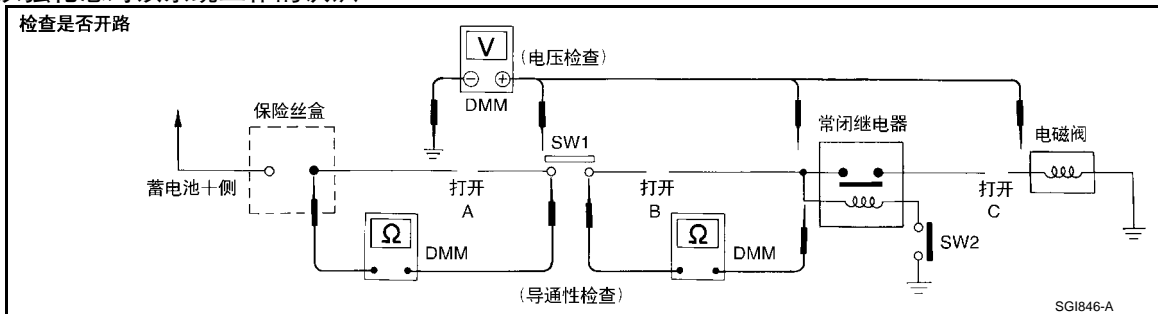 检查是否开路
V
(电压检查)
DMM
保险丝盒
SW1
常闭继电器
电磁阀
蓄电池+侧
打开
A
打开
B
打开
C
Ω
DMM
Ω
DMM
SW2
(导通性检查)
SGI846-A